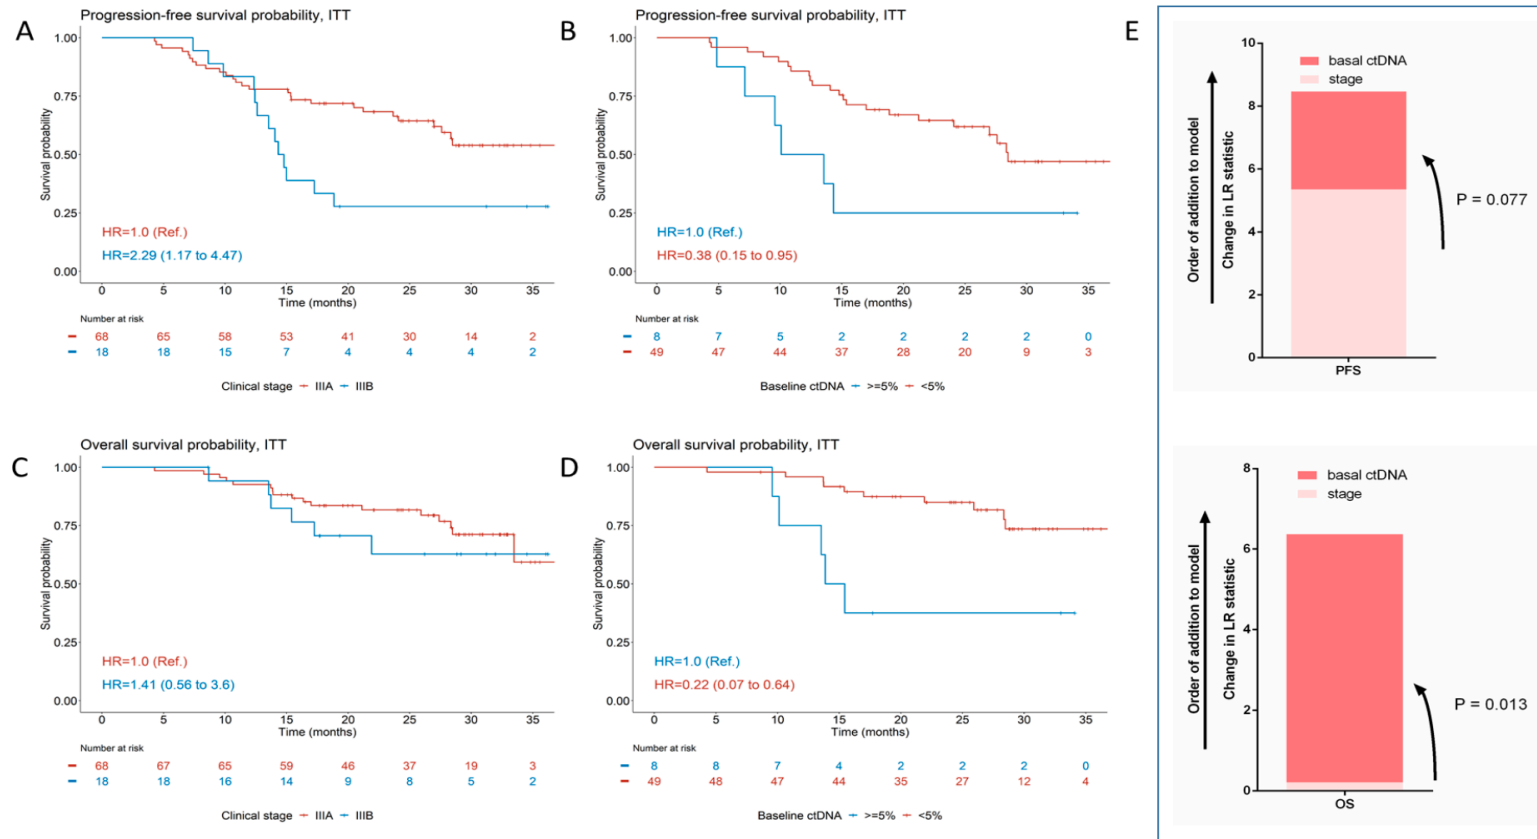 A
Progression-free survival probability, ITT
Survival probability
1.00
0.75
0.50
0.25
0.00
HR=1.0 (Ref.)
HR=2.29 (1.17 to 4.47)
0 5 10 15 20 25 30 35
Time (months)
Number at risk
68 65 58 53 41 30 14 2
18 18 15 7 4 4 4 2
Clinical stage IIIA IIIB
B
Progression-free survival probability, ITT
Survival probability
1.00
0.75
0.50
0.25
0.00
HR=1.0 (Ref.)
HR=0.38 (0.15 to 0.95)
0 5 10 15 20 25 30 35
Time (months)
Number at risk
8 7 5 2 2 2 2 0
49 47 44 37 28 20 9 3
Baseline ctDNA >=5% <5%
C
Overall survival probability, ITT
Survival probability
1.00
0.75
0.50
0.25
0.00
HR=1.0 (Ref.)
HR=1.41 (0.56 to 3.6)
0 5 10 15 20 25 30 35
Time (months)
Number at risk
68 67 65 59 46 37 19 3
18 18 16 14 9 8 5 2
Clinical stage IIIA IIIB
D
Overall survival probability, ITT
Survival probability
1.00
0.75
0.50
0.25
0.00
HR=1.0 (Ref.)
HR=0.22 (0.07 to 0.64)
0 5 10 15 20 25 30 35
Time (months)
Number at risk
8 8 7 4 2 2 2 0
49 48 47 44 35 27 12 4
Baseline ctDNA >=5% <5%
E
Order of addition to model
Change in LR statistic
10
8
6
4
2
0
basal ctDNA
stage
P = 0.077
PFS
Order of addition to model
Change in LR statistic
8
6
4
2
0
basal ctDNA
stage
P = 0.013
OS